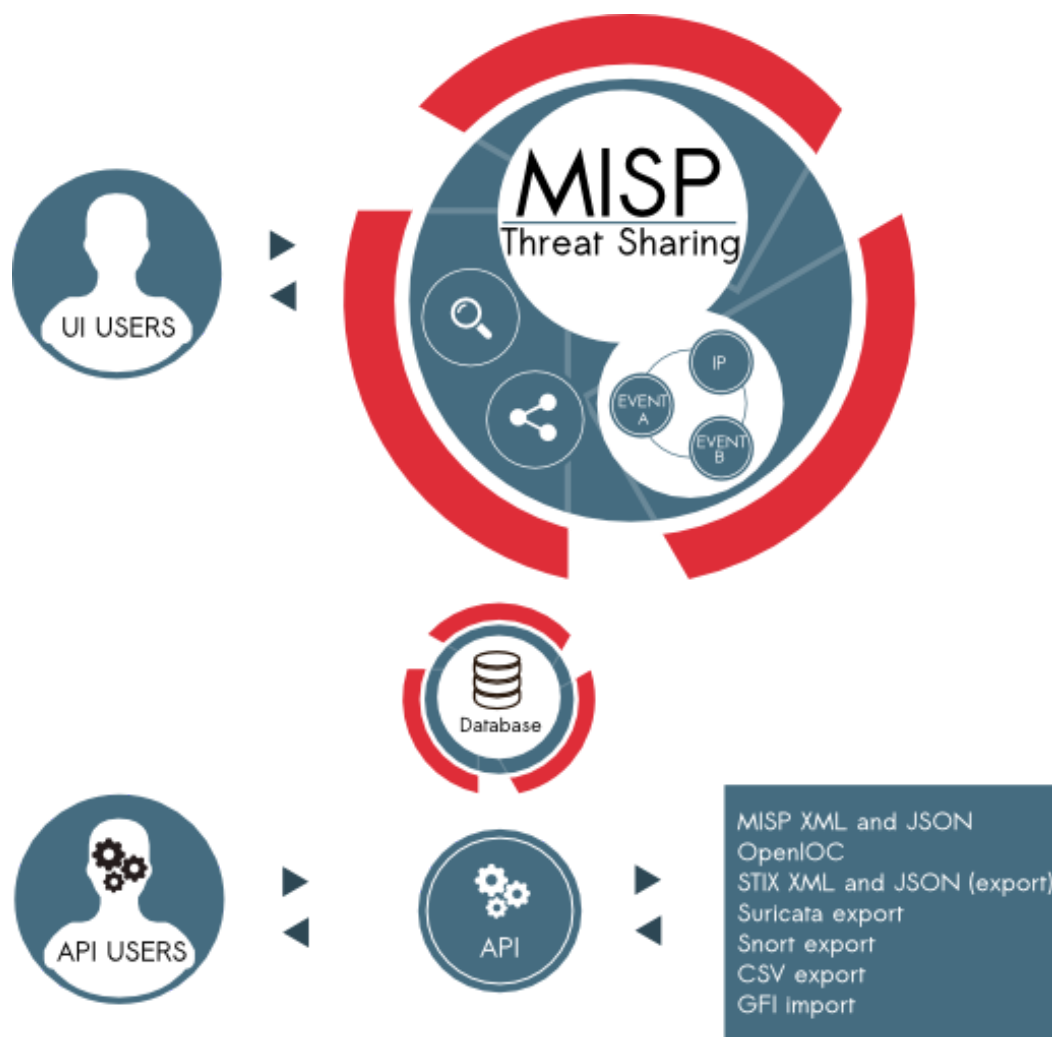 MISP
Threat Sharing
UI USERS
IP
EVENT
A
EVENT
B
Database
API USERS
API
MISP XML and JSON
OpenIOC
STIX XML and JSON (export)
Suricata export
Snort export
CSV export
GFI import